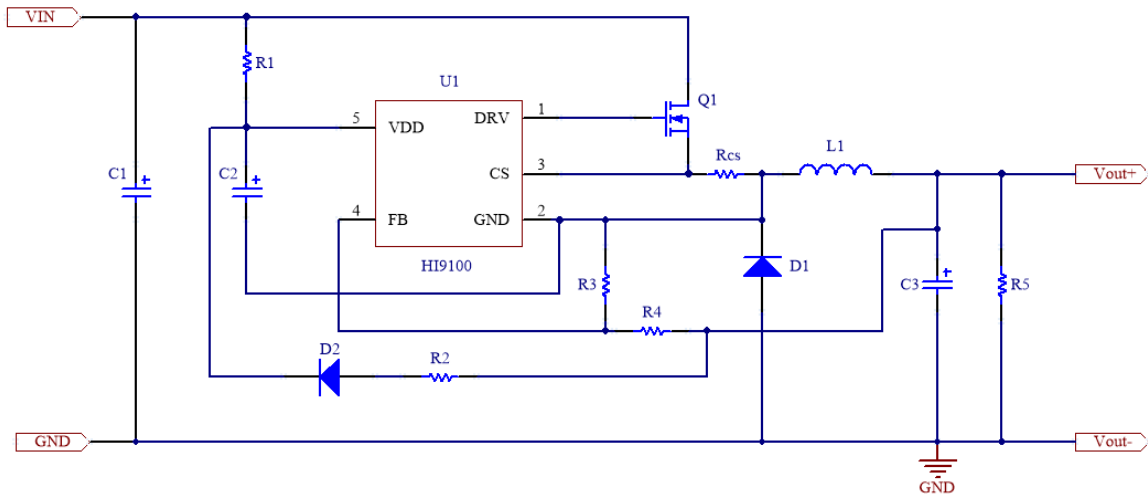 VIN
R1
U1
Q1
1
DRV
5
VDD
L1
Rcs
C1
C2
3
CS
Vout+
4
FB
2
GND
HI9100
R3
D1
C3
R5
R4
D2
R2
GND
Vout-
GND